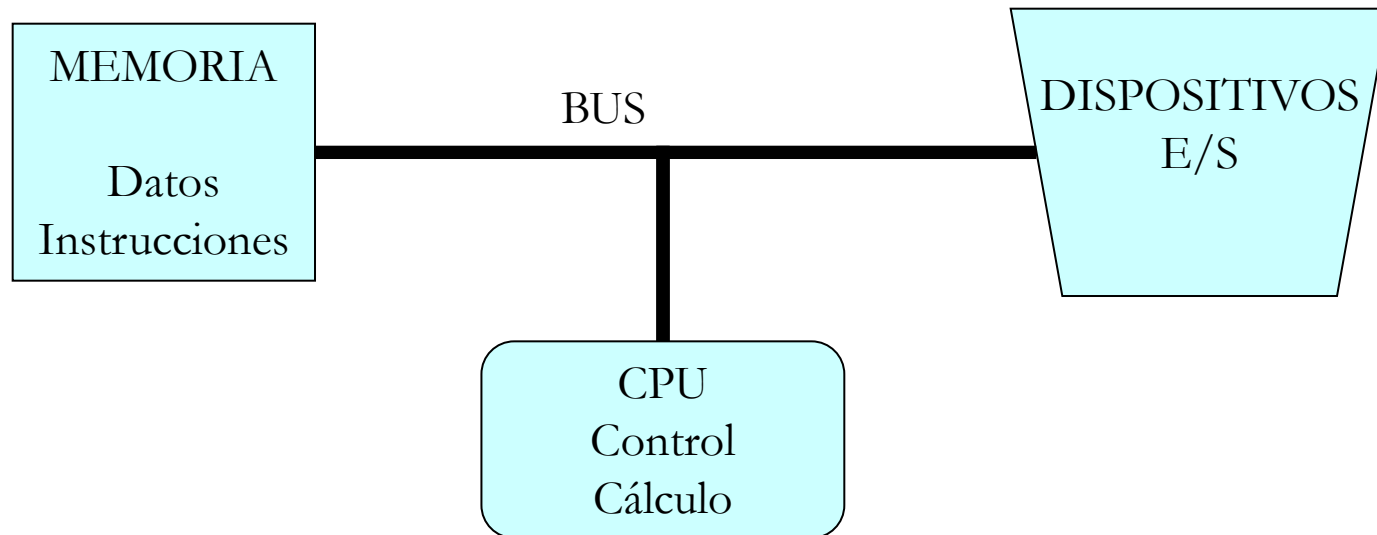 MEMORIA
Datos
Instrucciones
BUS
DISPOSITIVOS
E/S
CPU
Control
Cálculo